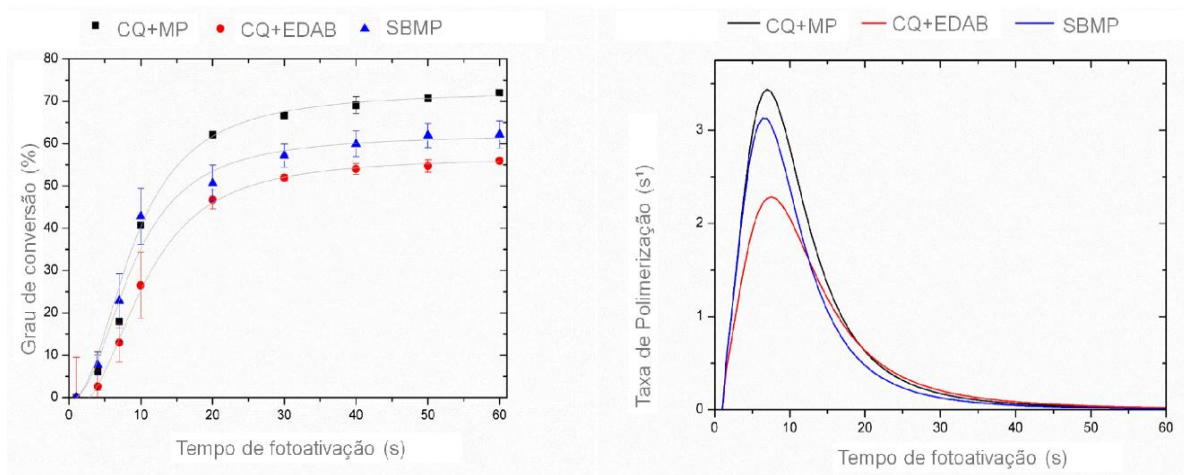 CQ+MP CQ+EDAB SBMP
80
70
60
50
40
30
20
10
0
Grau de conversão (%)
0 10 20 30 40 50 60
Tempo de fotoativação (s)
CQ+MP CQ+EDAB SBMP
3
2
1
0
Taxa de Polimerização (s¹)
0 10 20 30 40 50 60
Tempo de fotoativação (s)